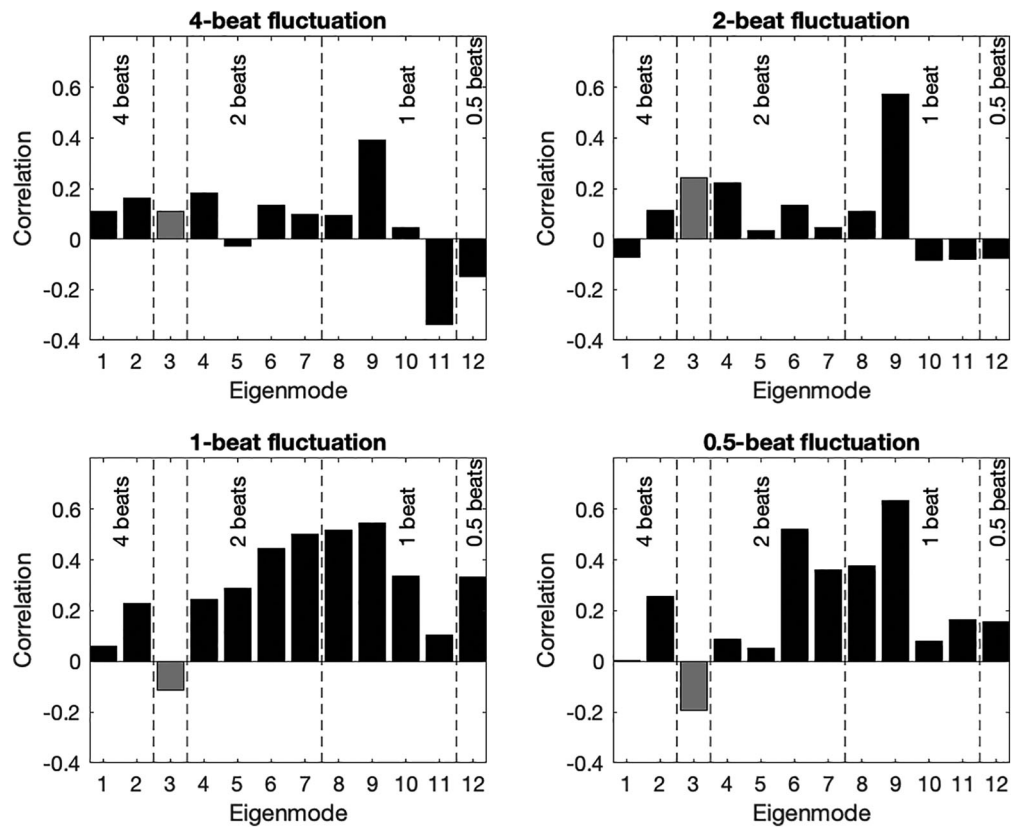 4-beat fluctuation
4 beats
2 beats
1 beat
0.5 beats
0.6
0.4
0.2
0
-0.2
-0.4
Correlation
1 2 3 4 5 6 7 8 9 10 11 12
Eigenmode
2-beat fluctuation
4 beats
2 beats
1 beat
0.5 beats
0.6
0.4
0.2
0
-0.2
-0.4
Correlation
1 2 3 4 5 6 7 8 9 10 11 12
Eigenmode
1-beat fluctuation
4 beats
2 beats
1 beat
0.5 beats
0.6
0.4
0.2
0
-0.2
-0.4
Correlation
1 2 3 4 5 6 7 8 9 10 11 12
Eigenmode
0.5-beat fluctuation
4 beats
2 beats
1 beat
0.5 beats
0.6
0.4
0.2
0
-0.2
-0.4
Correlation
1 2 3 4 5 6 7 8 9 10 11 12
Eigenmode